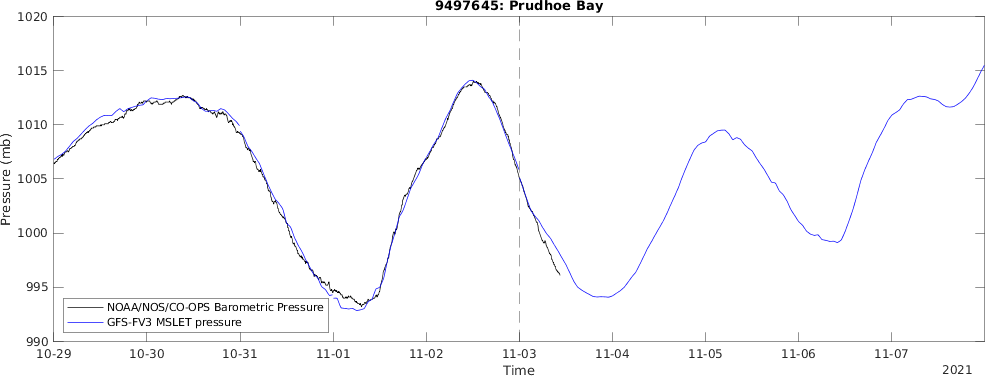 9497645: Prudhoe Bay
1020
1015
1010
1005
1000
995
990
Pressure (mb)
NOAA/NOS/CO-OPS Barometric Pressure
GFS-FV3 MSLET pressure
10-29 10-30 10-31 11-01 11-02 11-03 11-04 11-05 11-06 11-07
Time
2021